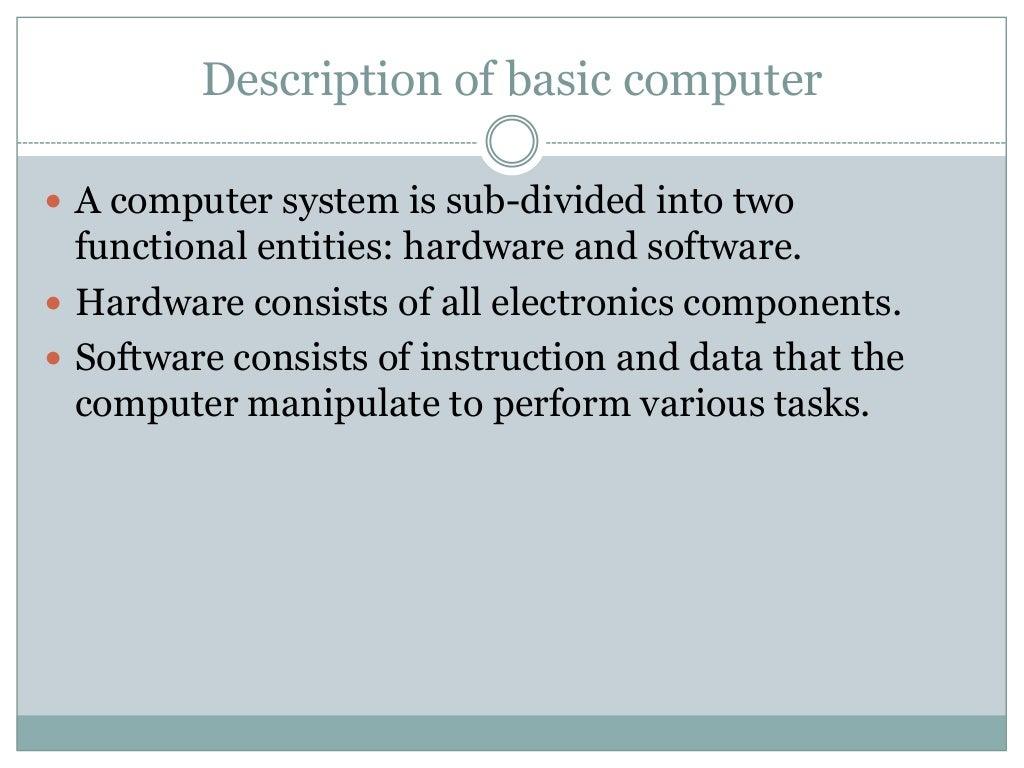 Description of basic computer
A computer system is sub-divided into two
functional entities: hardware and software.
Hardware consists of all electronics components.
Software consists of instruction and data that the
computer manipulate to perform various tasks.